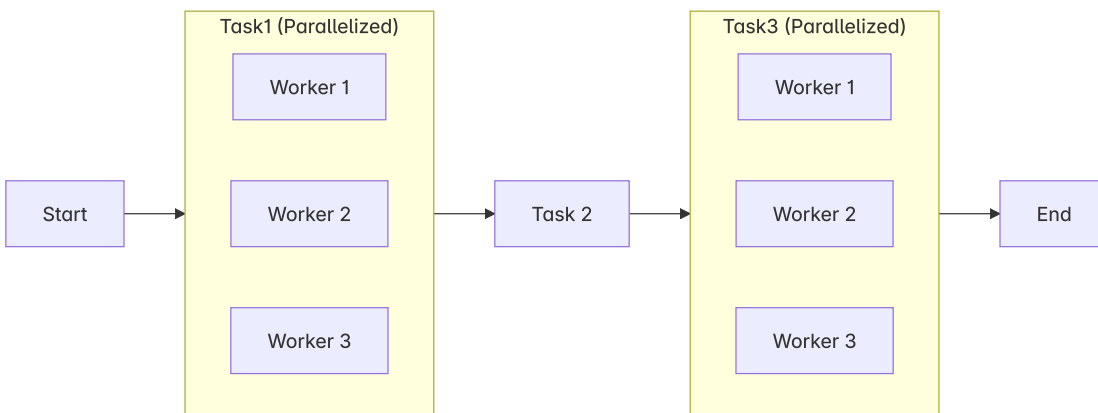 Start
Task1 (Parallelized)
Worker 1
Worker 2
Worker 3
Task 2
Task3 (Parallelized)
Worker 1
Worker 2
Worker 3
End